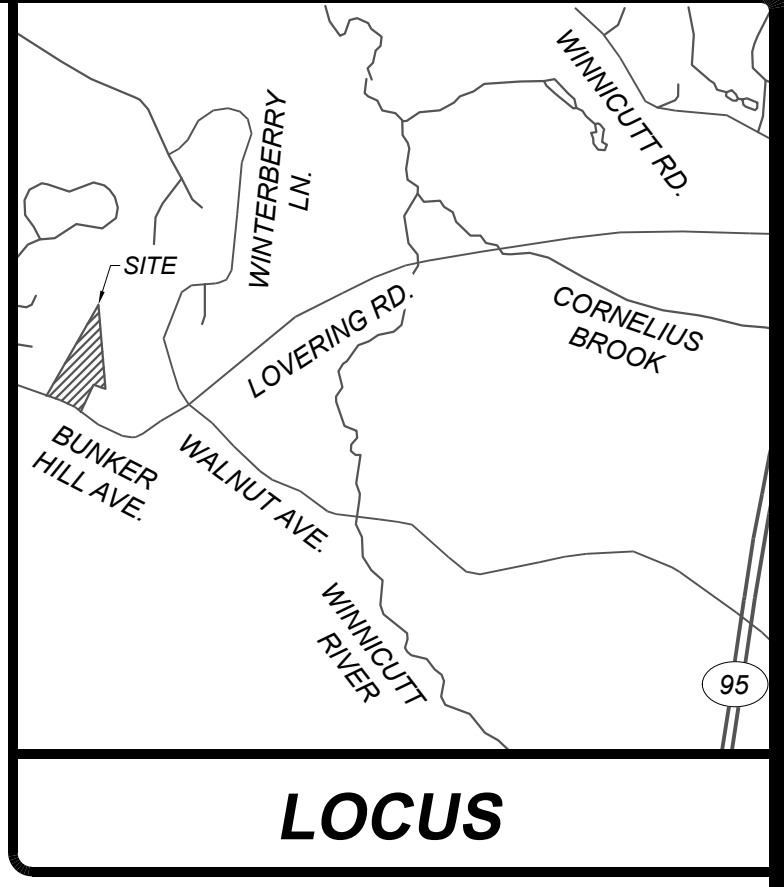 WINNICUTT RD.
WINTERBERRY
LN.
SITE
LOVERING RD.
CORNELIUS
BROOK
BUNKER
HILL AVE.
WALNUT AVE.
WINNICUTT
RIVER
95
LOCUS